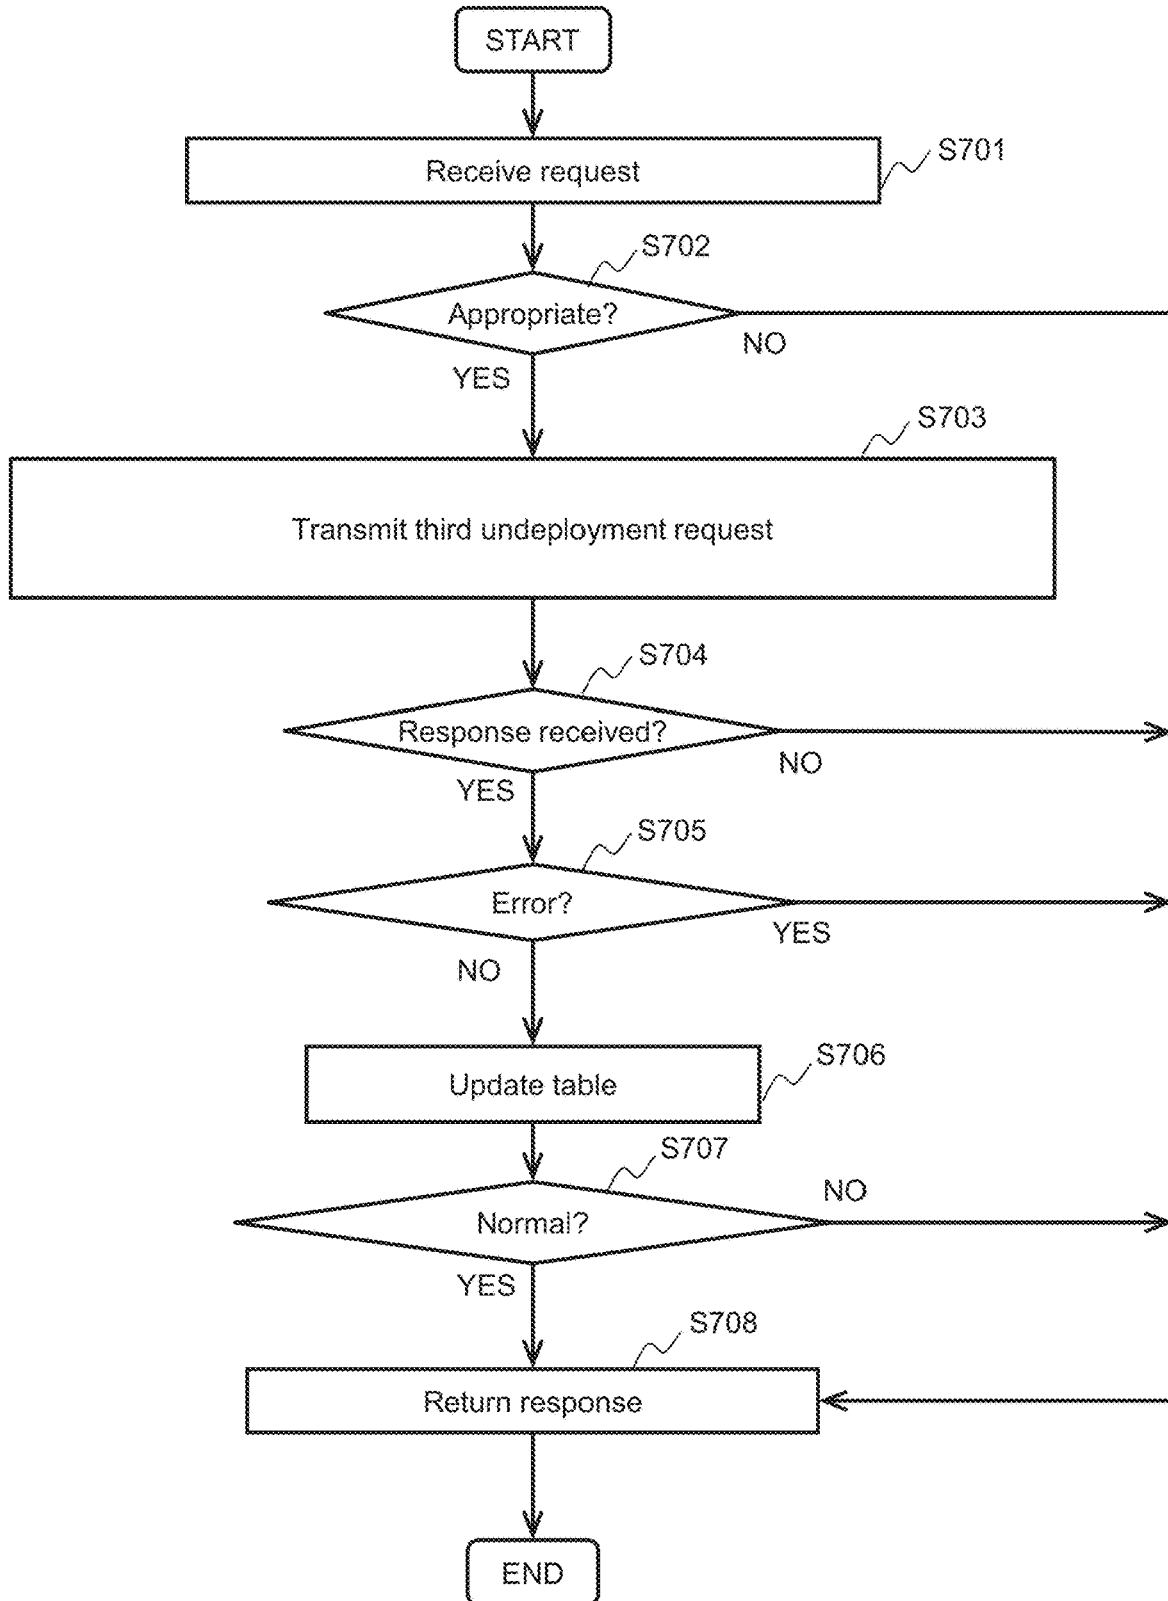 START
Receive request
S701
S702
Appropriate?
NO
YES
S703
Transmit third undeployment request
S704
Response received?
NO
YES
S705
Error?
YES
NO
S706
Update table
S707
NO
Normal?
YES
S708
Return response
END